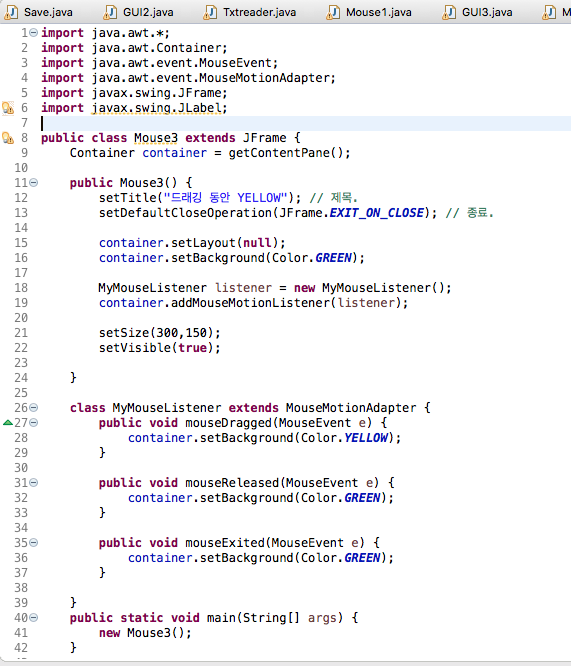 Save.java GUI2.java Txtreader.java Mouse1.java GUI3.java M
1 import java.awt.*;
2 import java.awt.Container;
3 import java.awt.event.MouseEvent;
4 import java.awt.event.MouseMotionAdapter;
5 import javax.swing.JFrame;
6 import javax.swing.JLabel;
7
8 public class Mouse3 extends JFrame {
9 Container container = getContentPane();
10
11 public Mouse3() {
12 setTitle("드래깅 동안 YELLOW"); // 제목.
13 setDefaultCloseOperation(JFrame.EXIT_ON_CLOSE); // 종료.
14
15 container.setLayout(null);
16 container.setBackground(Color.GREEN);
17
18 MyMouseListener listener = new MyMouseListener();
19 container.addMouseMotionListener(listener);
20
21 setSize(300,150);
22 setVisible(true);
23
24 }
25
26 class MyMouseListener extends MouseMotionAdapter {
27 public void mouseDragged(MouseEvent e) {
28 container.setBackground(Color.YELLOW);
29 }
30
31 public void mouseReleased(MouseEvent e) {
32 container.setBackground(Color.GREEN);
33 }
34
35 public void mouseExited(MouseEvent e) {
36 container.setBackground(Color.GREEN);
37 }
38
39 }
40 public static void main(String[] args) {
41 new Mouse3();
42 }